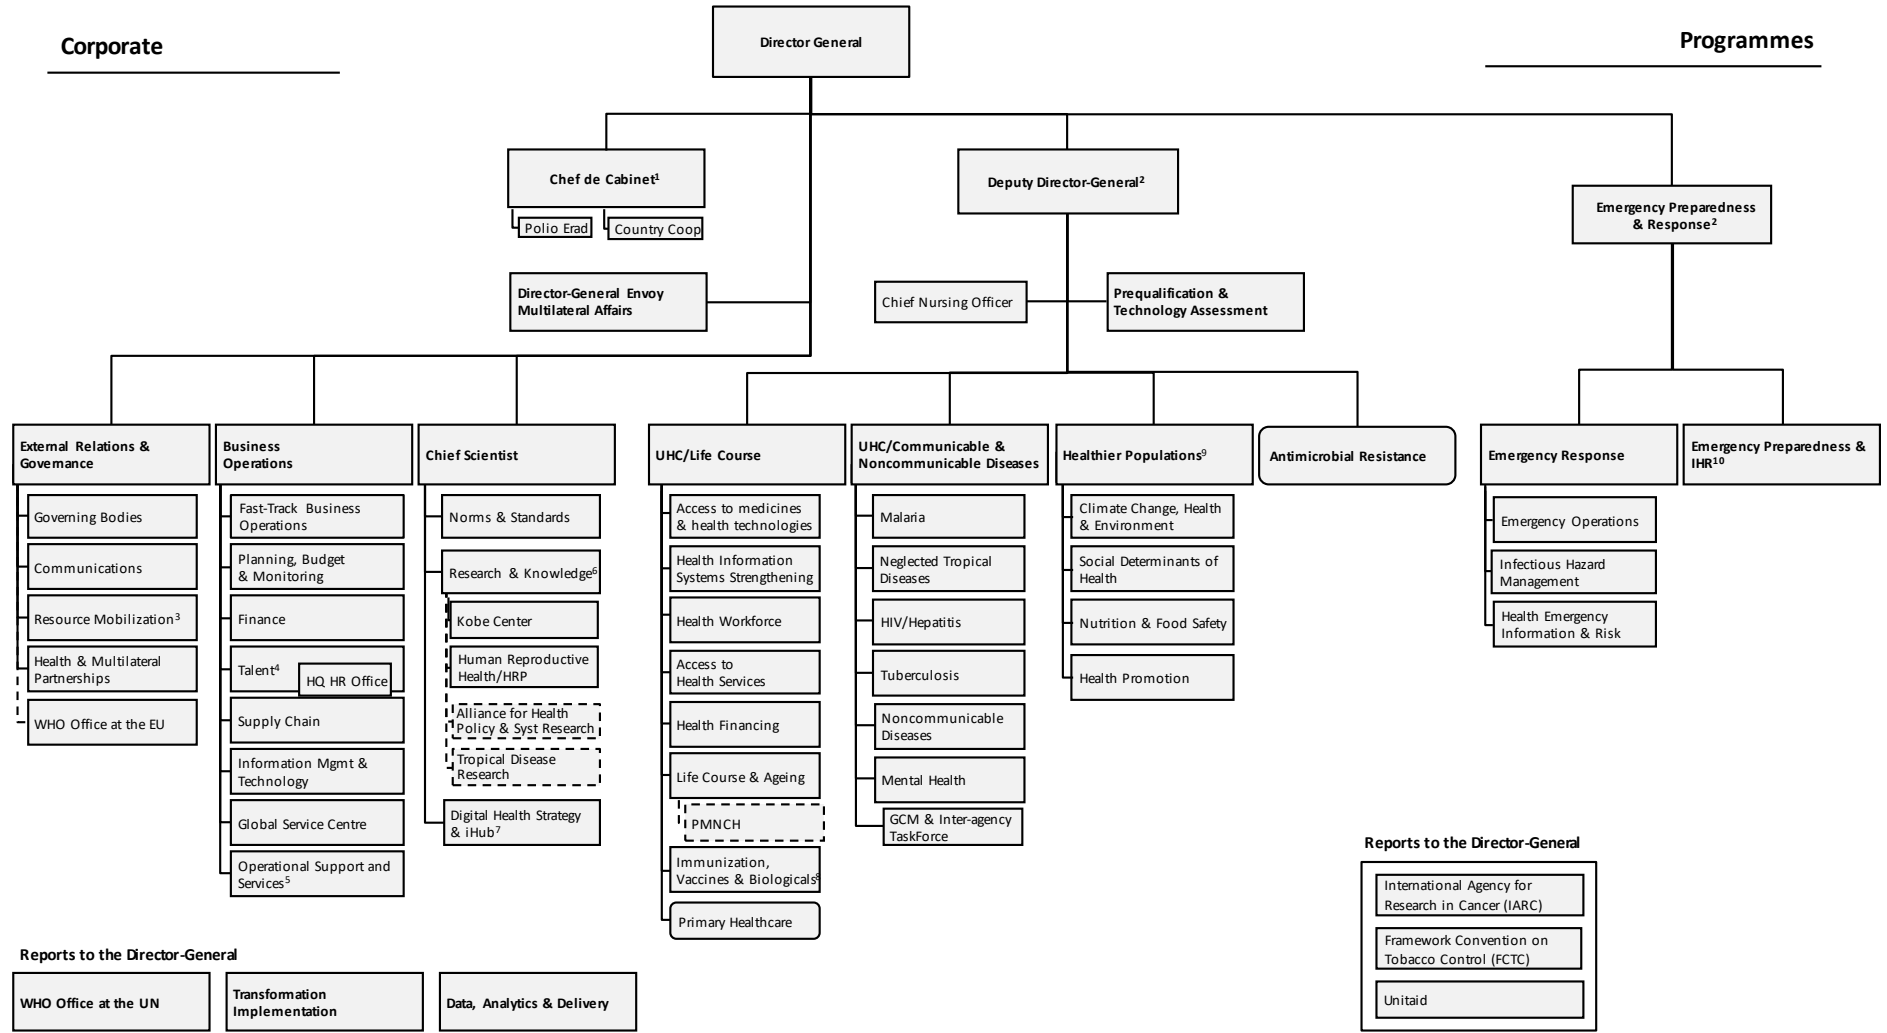 Corporate
Director General
Programmes
Chef de Cabinet¹
Polio Erad
Country Coop
Deputy Director-General²
Emergency Preparedness
& Response²
Director-General Envoy
Multilateral Affairs
Chief Nursing Officer
Prequalification &
Technology Assessment
External Relations &
Governance
Governing Bodies
Communications
Resource Mobilization³
Health & Multilateral
Partnerships
WHO Office at the EU
Business
Operations
Fast-Track Business
Operations
Planning, Budget
& Monitoring
Finance
Talent⁴
HQ HR Office
Supply Chain
Information Mgmt &
Technology
Global Service Centre
Operational Support and
Services⁵
Chief Scientist
Norms & Standards
Research & Knowledge⁶
Kobe Center
Human Reproductive
Health/HRP
Alliance for Health
Policy & Syst Research
Tropical Disease
Research
Digital Health Strategy
& iHub⁷
UHC/Life Course
Access to medicines
& health technologies
Health Information
Systems Strengthening
Health Workforce
Access to
Health Services
Health Financing
Life Course & Ageing
PMNCH
Immunization,
Vaccines & Biologicals⁸
Primary Healthcare
UHC/Communicable &
Noncommunicable Diseases
Malaria
Neglected Tropical
Diseases
HIV/Hepatitis
Tuberculosis
Noncommunicable
Diseases
Mental Health
GCM & Inter-agency
TaskForce
Healthier Populations⁹
Climate Change, Health
& Environment
Social Determinants of
Health
Nutrition & Food Safety
Health Promotion
Antimicrobial Resistance
Emergency Response
Emergency Operations
Infectious Hazard
Management
Health Emergency
Information & Risk
Emergency Preparedness &
IHR¹⁰
Reports to the Director-General
International Agency for
Research in Cancer (IARC)
Framework Convention on
Tobacco Control (FCTC)
Unitaid
Reports to the Director-General
WHO Office at the UN
Transformation
Implementation
Data, Analytics & Delivery